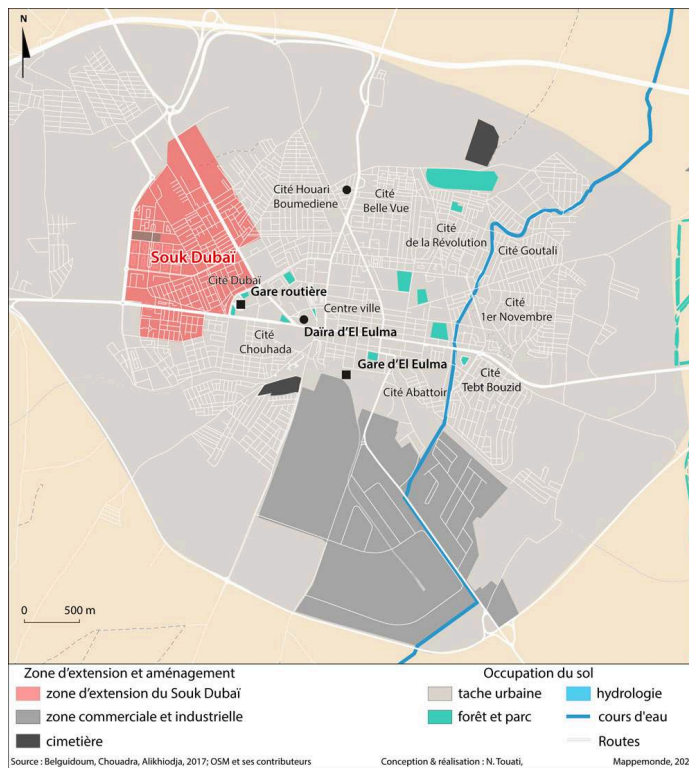 N
Cité Houari
Boumediene
Cité
Belle Vue
Cité
de la Révolution
Cité Goutali
Souk Dubaï
Cité Dubaï
Gare routière
Centre ville
Cité
1er Novembre
Daïra d'El Eulma
Cité
Chouhada
Gare d'El Eulma
Cité
Tebt Bouzid
Cité Abattoir
0 500 m
Zone d'extension et aménagement
zone d'extension du Souk Dubaï
zone commerciale et industrielle
cimetière
Occupation du sol
tache urbaine
forêt et parc
hydrologie
cours d'eau
Routes
Source : Belguidoum, Chouadra, Alikhiodja, 2017; OSM et ses contributeurs
Conception & réalisation : N. Touati,
Mappemonde, 202